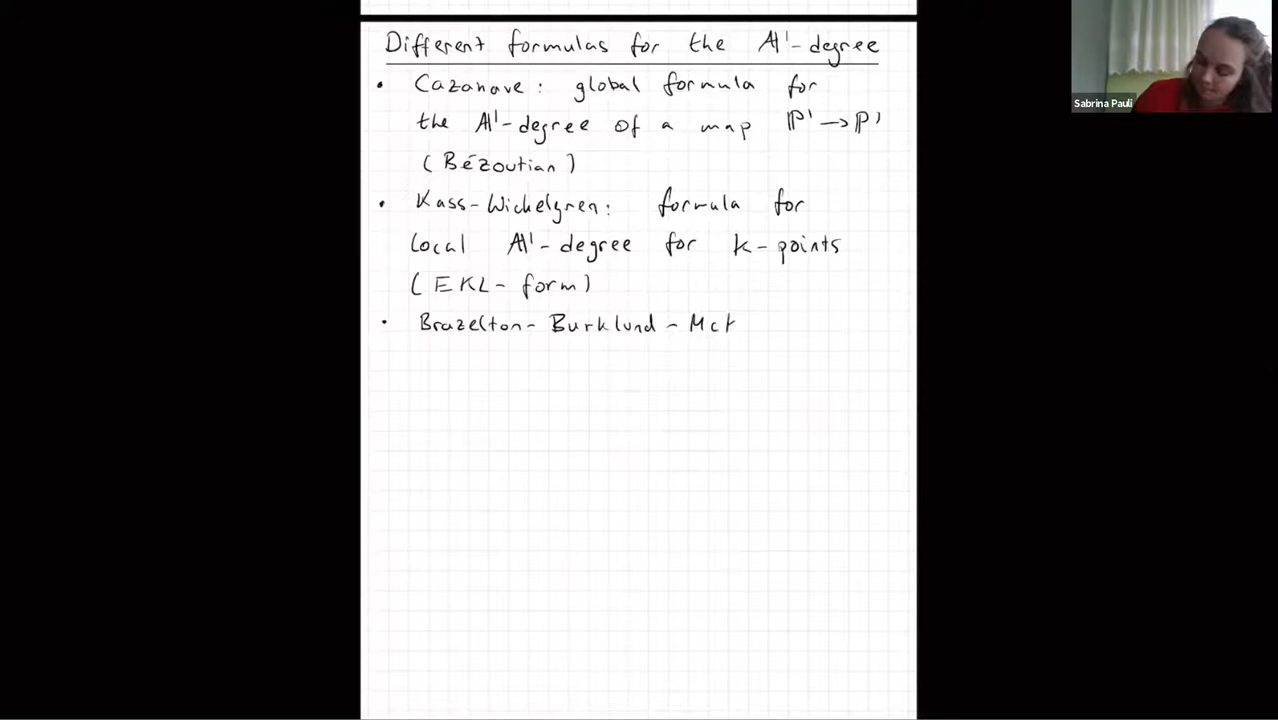 Different formulas for the A¹-degree
• Cazanave: global formula for
the A¹-degree of a map P¹ → P¹
(Bézoutian)
• Kass-Wickelgren: formula for
local A¹-degree for k-points
(EKL-form)
• Brazelton-Burklund-McK
Sabrina Pauli